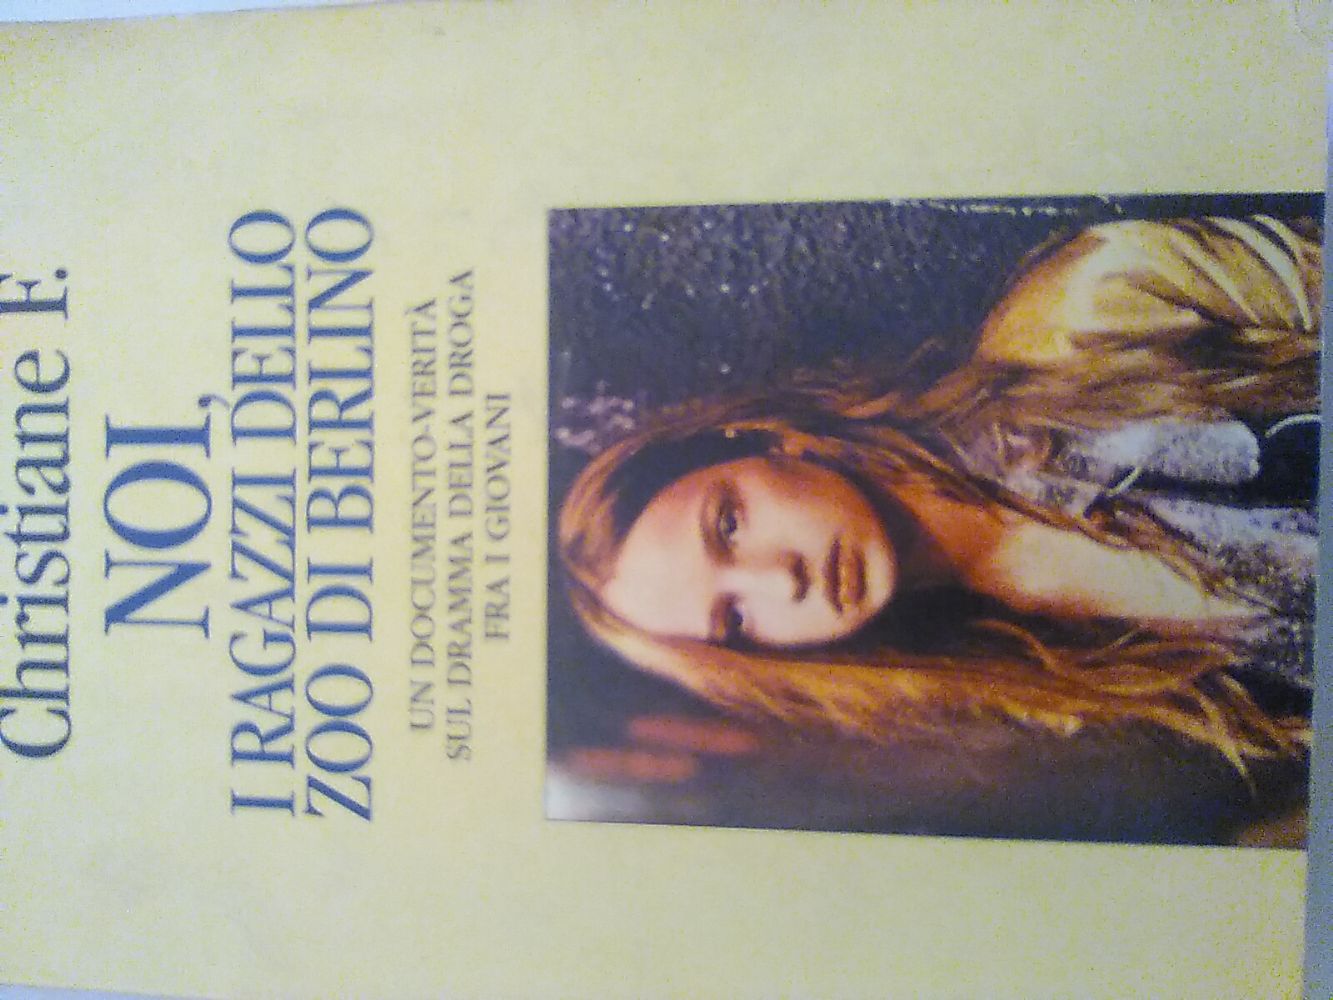 Christiane F.
NOI,
I RAGAZZI DELLO
ZOO DI BERLINO
UN DOCUMENTO-VERITÀ
SUL DRAMMA DELLA DROGA
FRA I GIOVANI